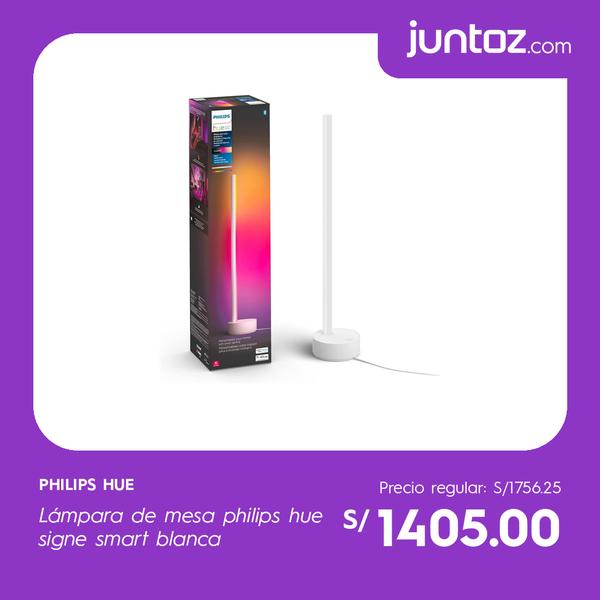 juntoz.com
PHILIPS
PHILIPS HUE
Lámpara de mesa philips hue
signe smart blanca
Precio regular: S/1756.25
S/1405.00